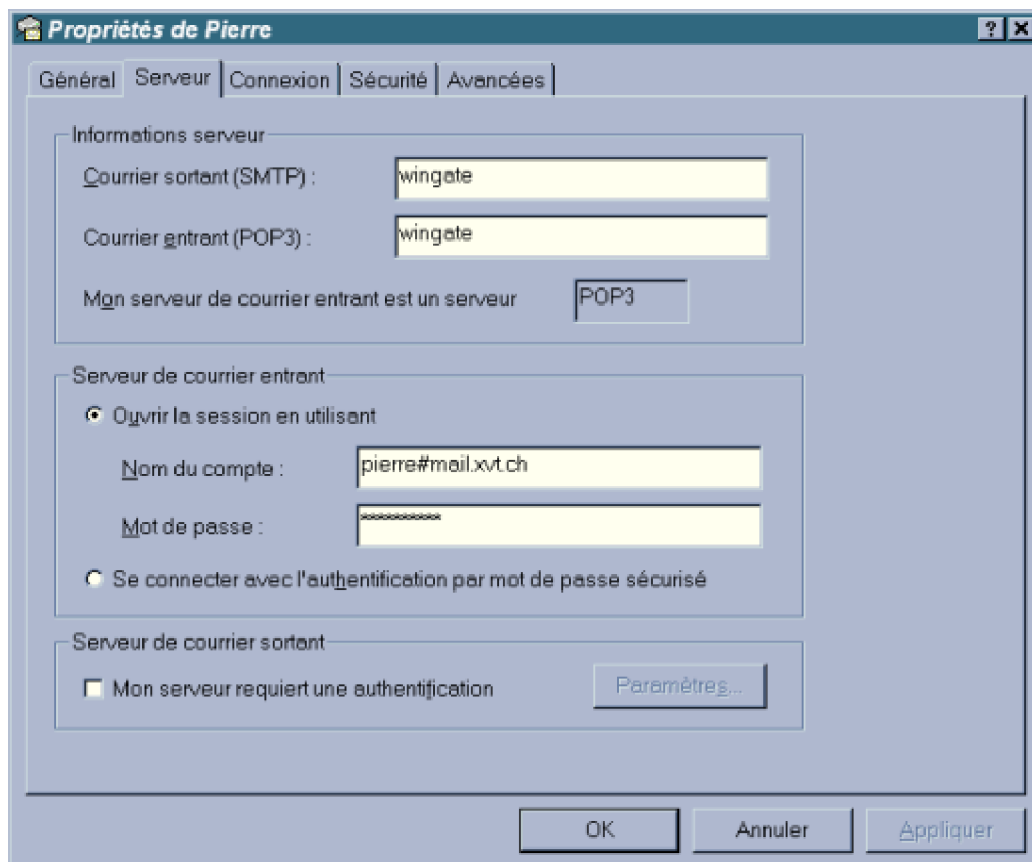 Propriétés de Pierre
Général Serveur Connexion Sécurité Avancées
Informations serveur
Courrier sortant (SMTP) : wingate
Courrier entrant (POP3) : wingate
Mon serveur de courrier entrant est un serveur POP3
Serveur de courrier entrant
Ouvrir la session en utilisant
Nom du compte : pierre#mail.xvt.ch
Mot de passe : **********
Se connecter avec l'authentification par mot de passe sécurisé
Serveur de courrier sortant
Mon serveur requiert une authentification Paramètres...
OK Annuler Appliquer